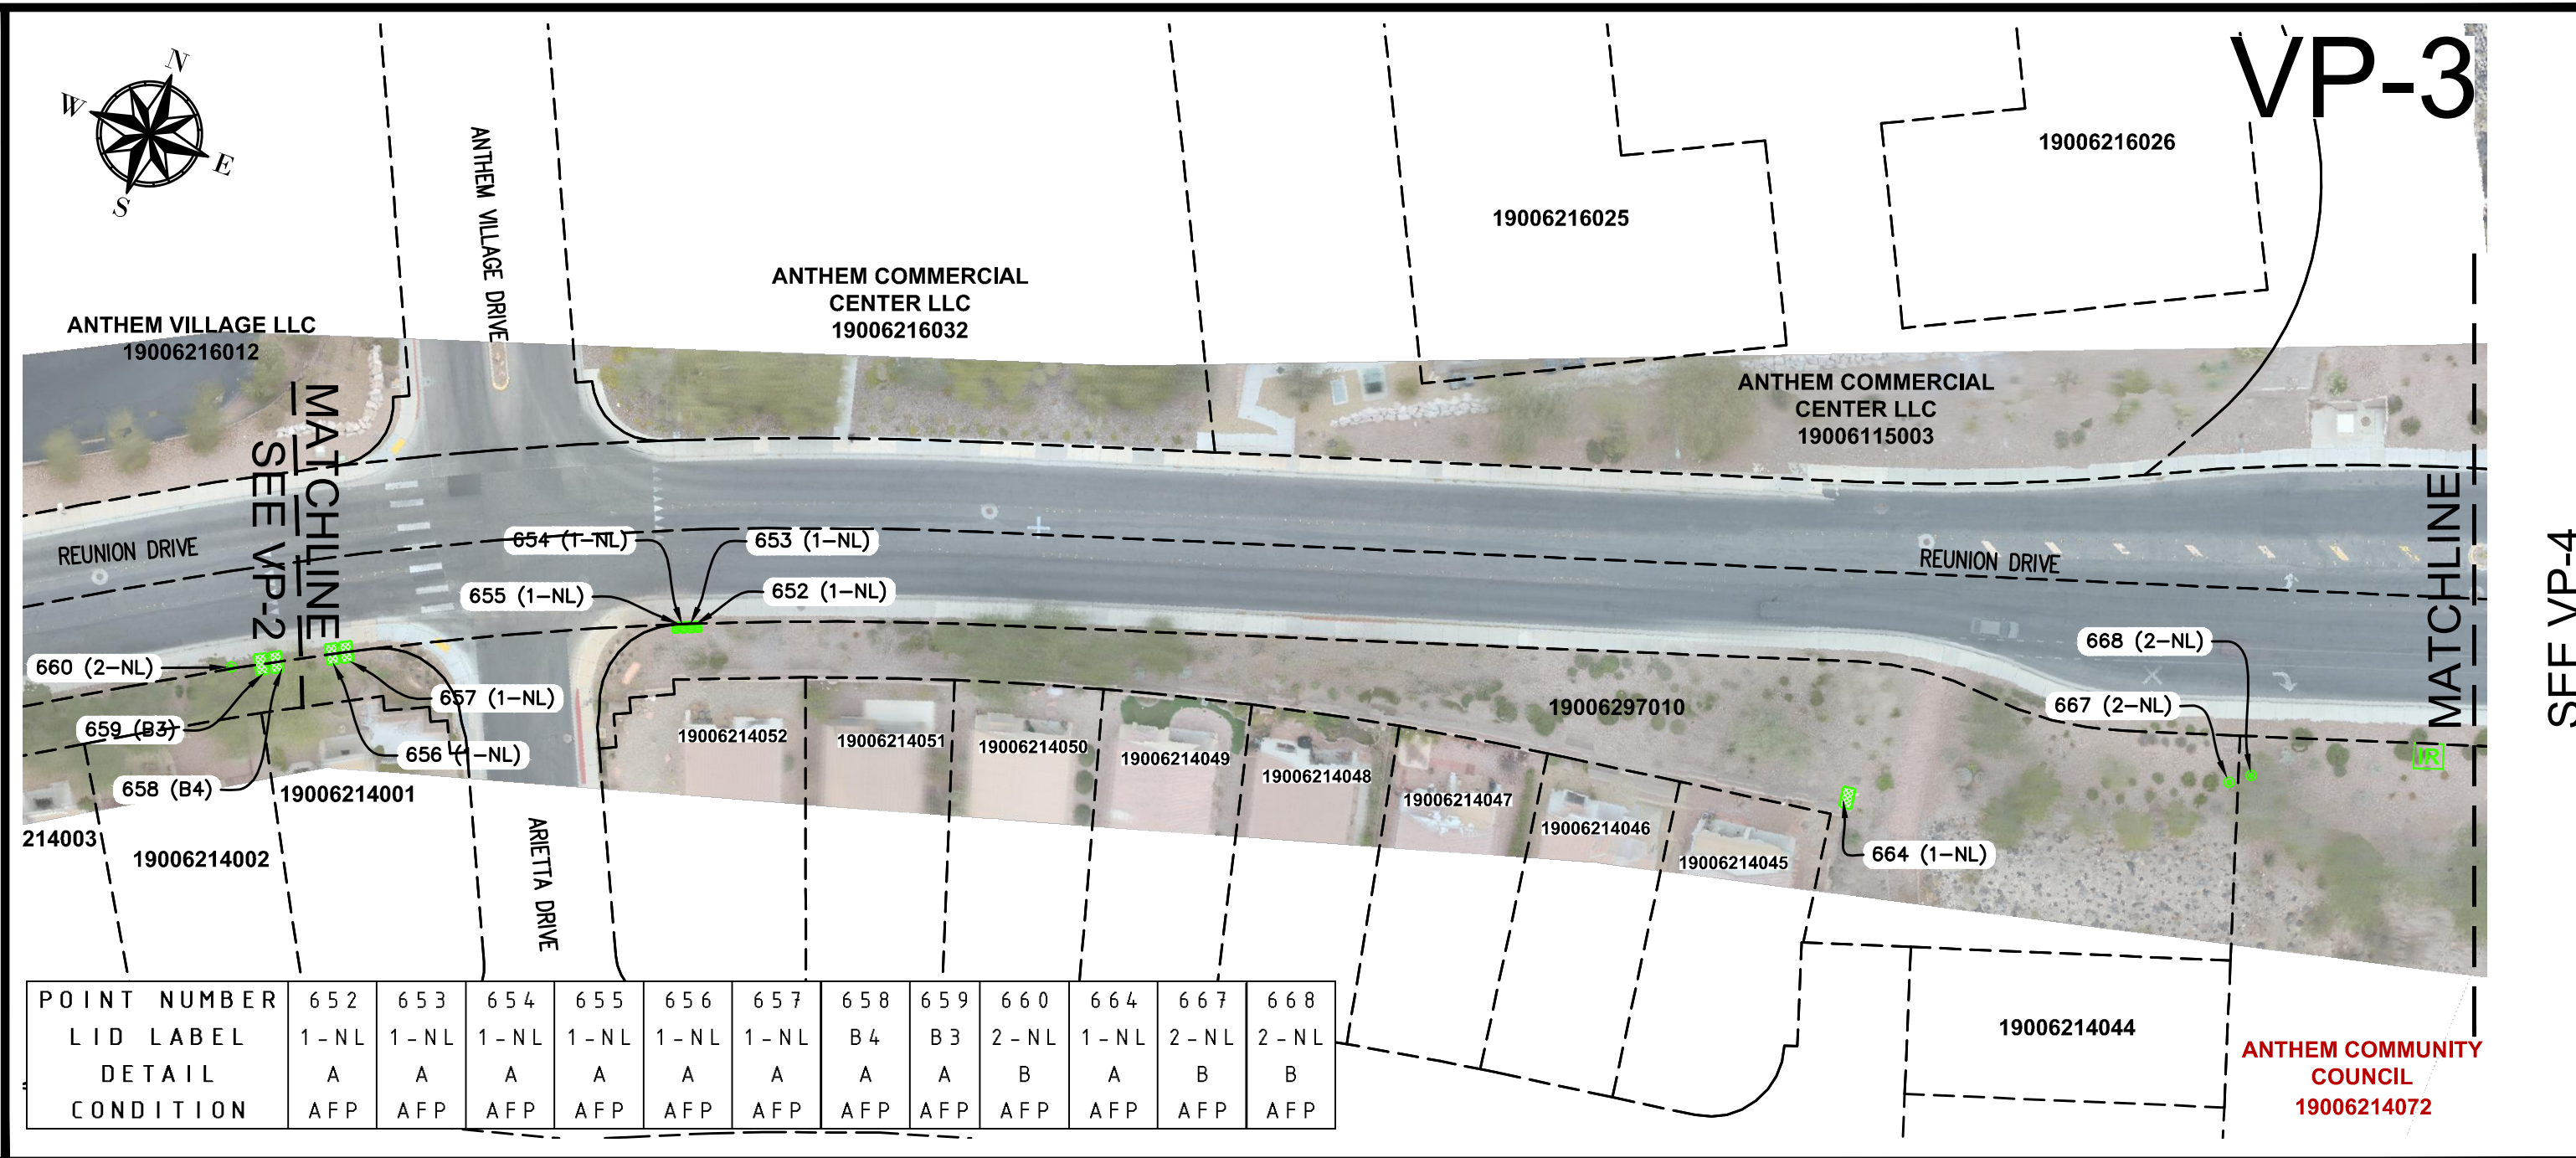 VP-3
N
W
E
S
ANTHEM VILLAGE DRIVE
19006216026
19006216025
ANTHEM COMMERCIAL
CENTER LLC
19006216032
ANTHEM VILLAGE LLC
19006216012
ANTHEM COMMERCIAL
CENTER LLC
19006115003
MATCHLINE
SEE VP-2
REUNION DRIVE
654 (1-NL)
653 (1-NL)
655 (1-NL)
652 (1-NL)
REUNION DRIVE
MATCHLINE
SEE VP-4
660 (2-NL)
657 (1-NL)
659 (B3)
656 (1-NL)
658 (B4)
668 (2-NL)
667 (2-NL)
IR
664 (1-NL)
19006297010
19006214052
19006214051
19006214050
19006214049
19006214048
19006214047
19006214046
19006214045
19006214001
214003
19006214002
ARIETTA DRIVE
19006214044
ANTHEM COMMUNITY
COUNCIL
19006214072
POINT NUMBER 652 653 654 655 656 657 658 659 660 664 667 668
LID LABEL 1-NL 1-NL 1-NL 1-NL 1-NL 1-NL B4 B3 2-NL 1-NL 2-NL 2-NL
DETAIL A A A A A A A A B A B B
CONDITION AFP AFP AFP AFP AFP AFP AFP AFP AFP AFP AFP AFP